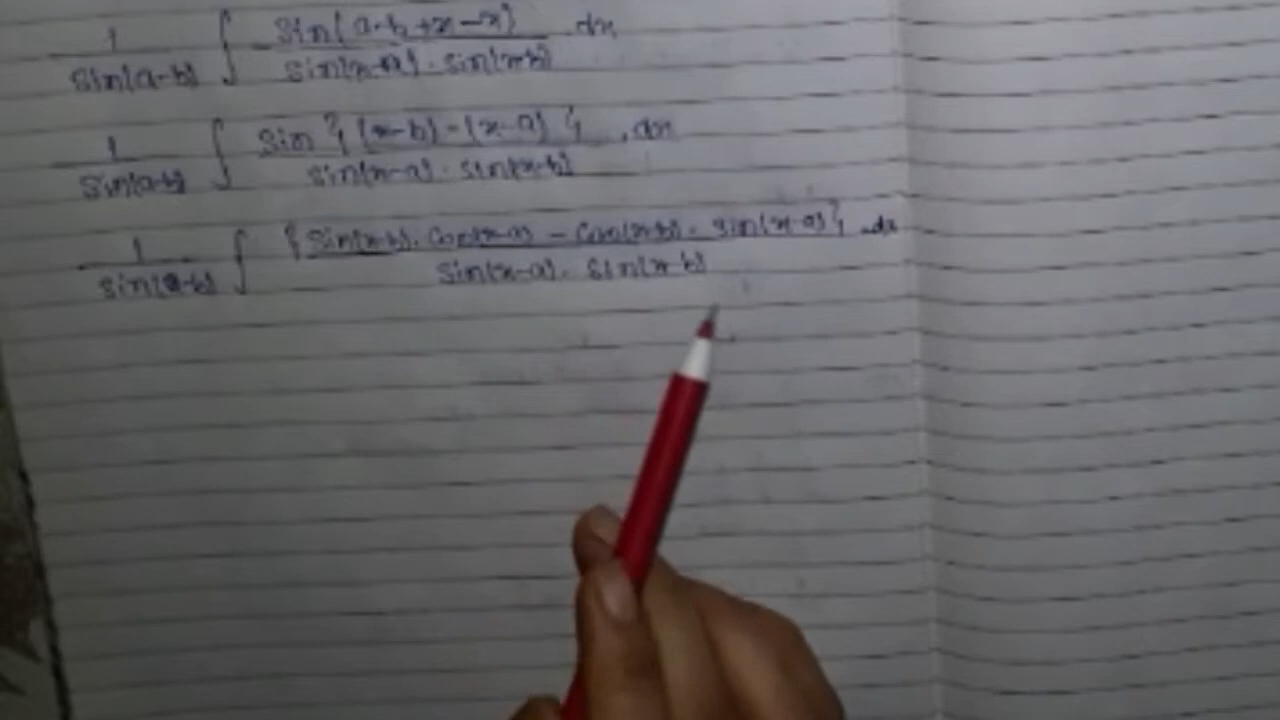 1/Sin(a-b) ∫ Sin(a-b+x-x)/Sin(x-a).sin(x-b) .dx
1/Sin(a-b) ∫ Sin{(x-b)-(x-a)}/Sin(x-a).Sin(x-b) .dx
1/Sin(a-b) ∫ {Sin(x-b).Cos(x-a) - Cos(x-b).Sin(x-a)}/Sin(x-a).Sin(x-b) .dx